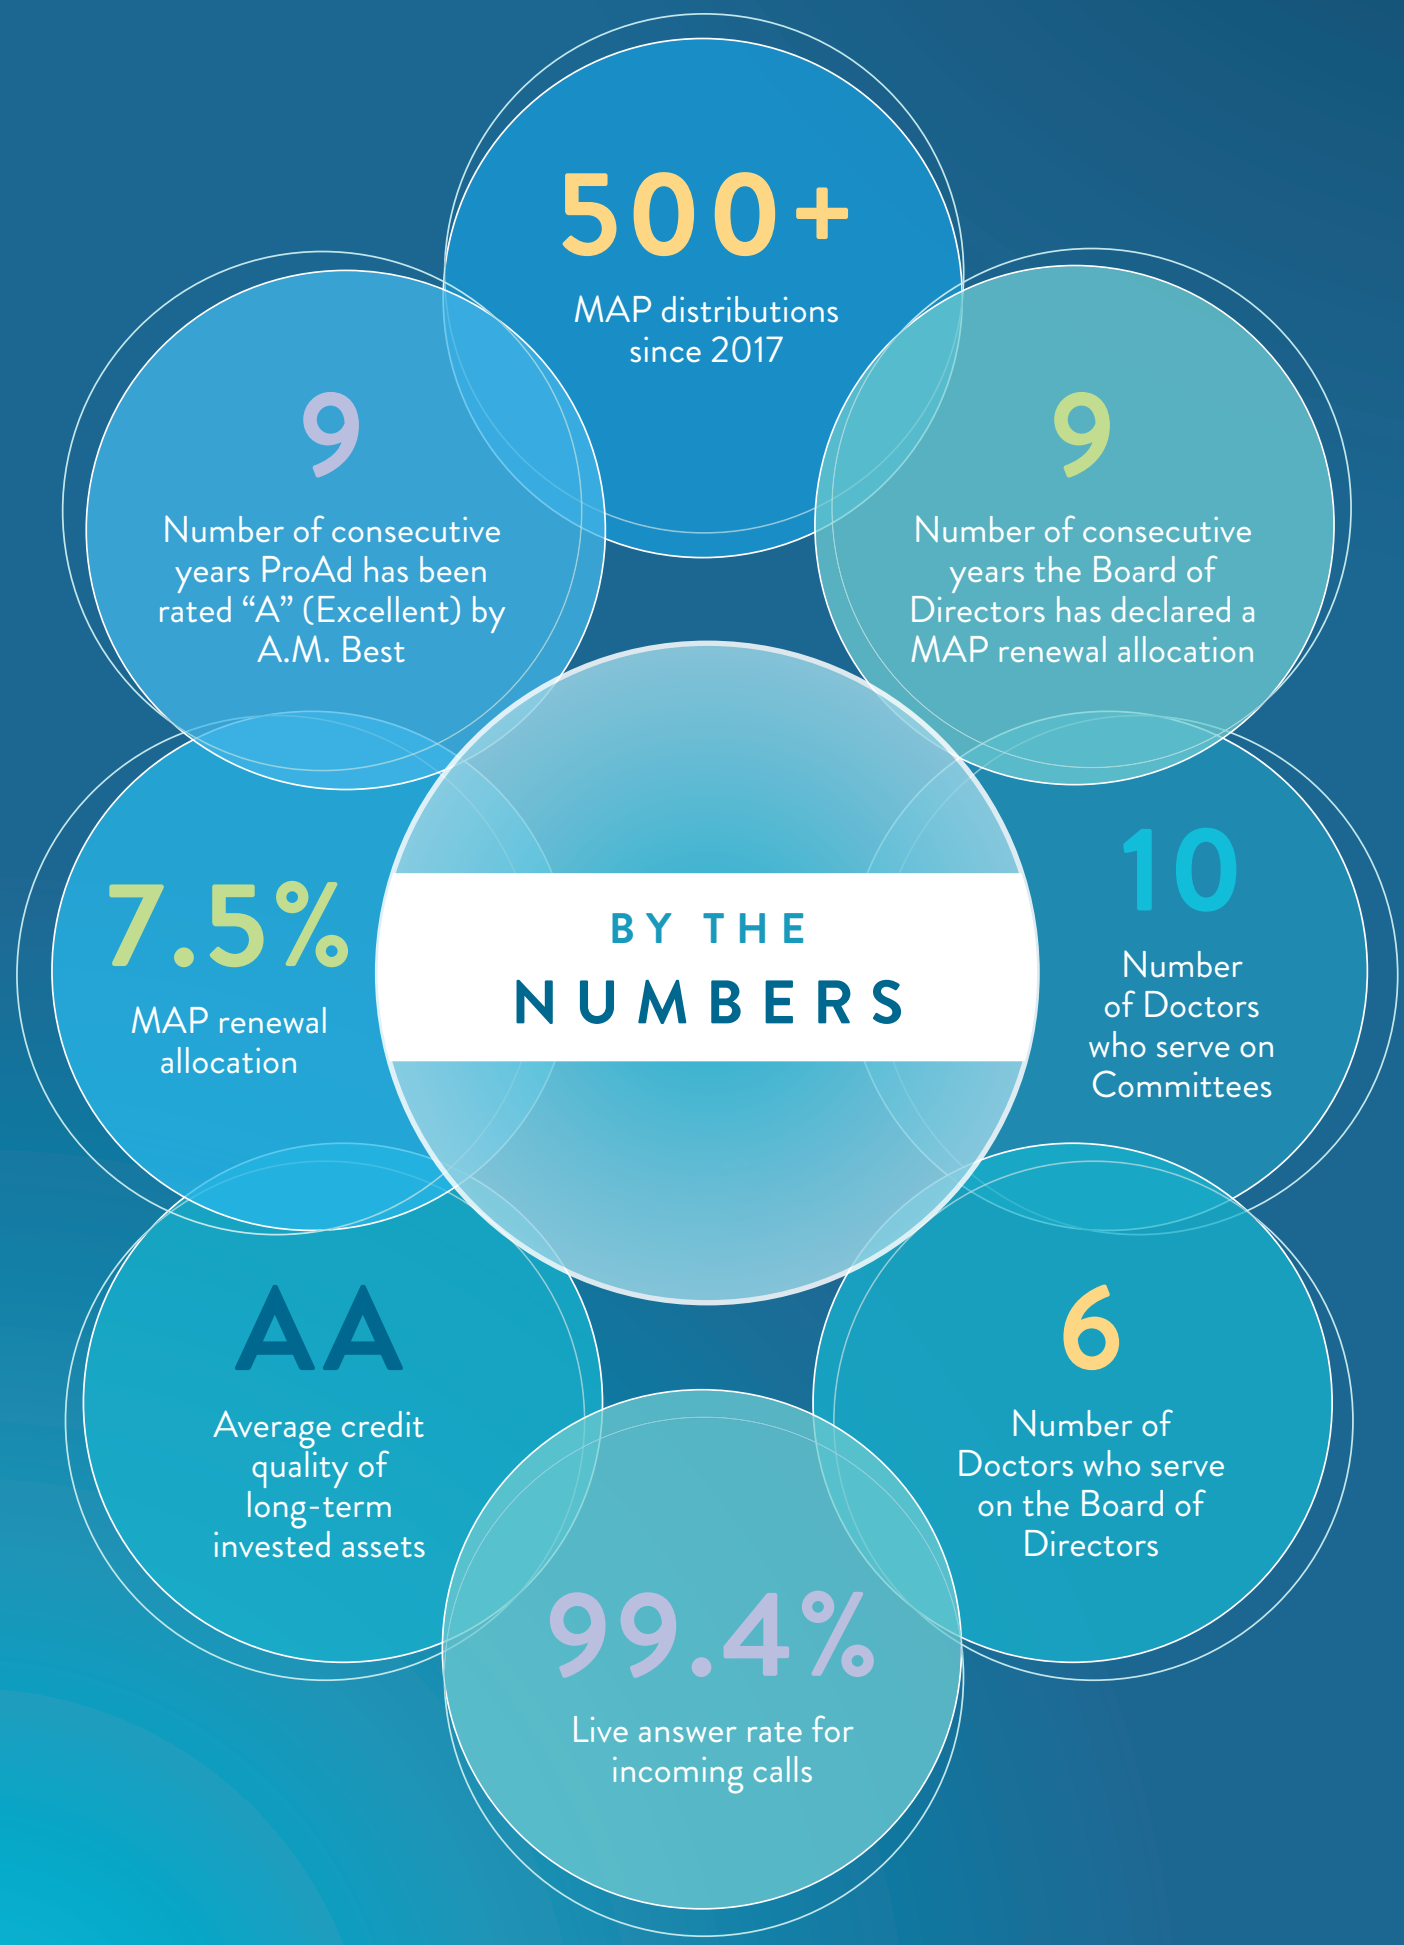 500+
MAP distributions
since 2017
9
Number of consecutive
years ProAd has been
rated “A” (Excellent) by
A.M. Best
9
Number of consecutive
years the Board of
Directors has declared a
MAP renewal allocation
7.5%
MAP renewal
allocation
BY THE
NUMBERS
10
Number
of Doctors
who serve on
Committees
AA
Average credit
quality of
long-term
invested assets
6
Number of
Doctors who serve
on the Board of
Directors
99.4%
Live answer rate for
incoming calls